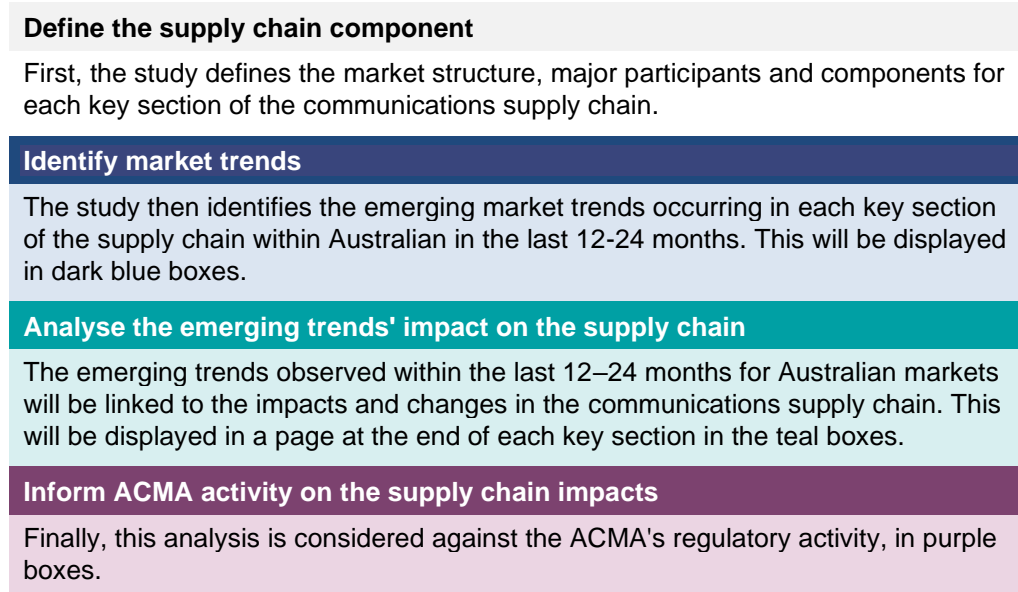 Define the supply chain component
First, the study defines the market structure, major participants and components for
each key section of the communications supply chain.
Identify market trends
The study then identifies the emerging market trends occurring in each key section
of the supply chain within Australian in the last 12-24 months. This will be displayed
in dark blue boxes.
Analyse the emerging trends' impact on the supply chain
The emerging trends observed within the last 12–24 months for Australian markets
will be linked to the impacts and changes in the communications supply chain. This
will be displayed in a page at the end of each key section in the teal boxes.
Inform ACMA activity on the supply chain impacts
Finally, this analysis is considered against the ACMA's regulatory activity, in purple
boxes.